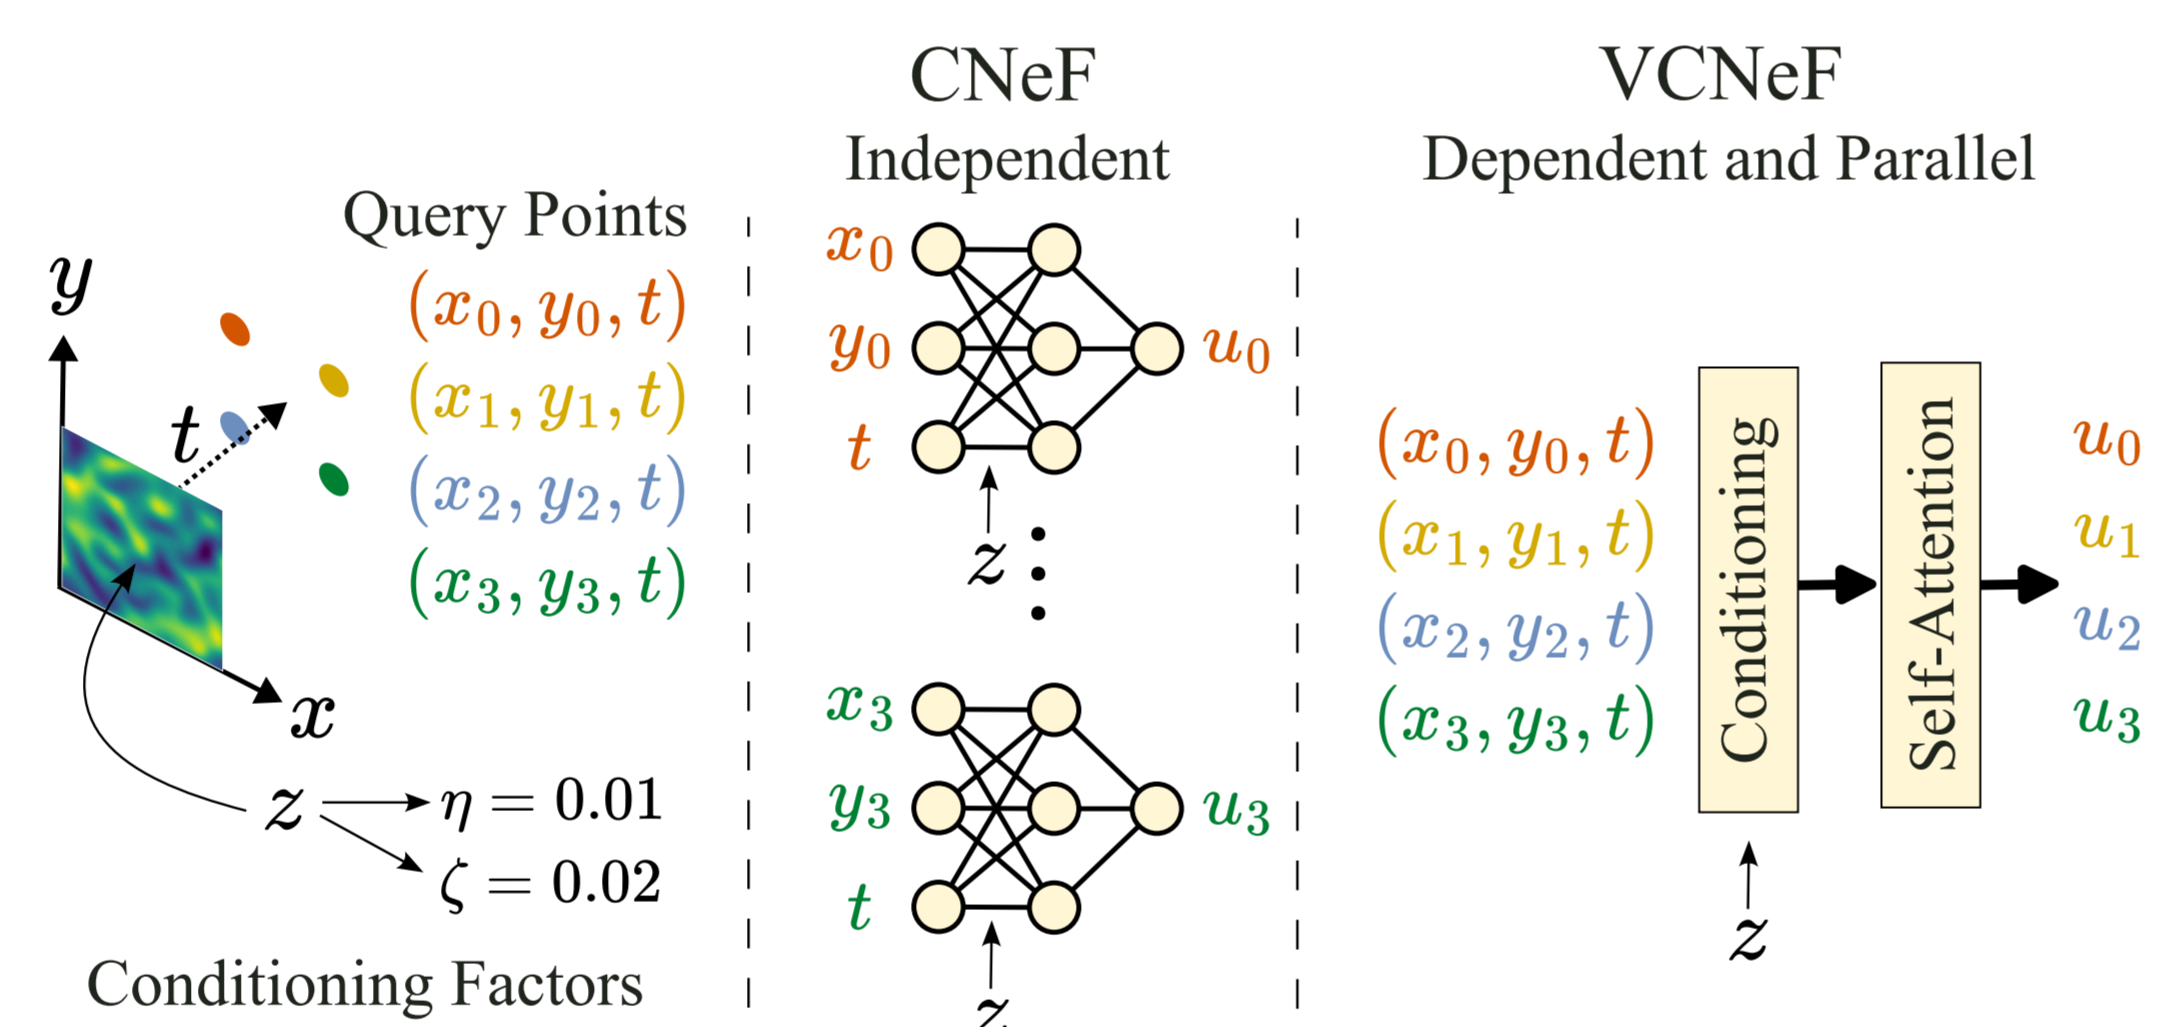 Query Points
y
(x₀, y₀, t)
(x₁, y₁, t)
(x₂, y₂, t)
(x₃, y₃, t)
t
x
z
η = 0.01
ζ = 0.02
Conditioning Factors
CNeF
Independent
x₀
y₀
t
u₀
z
x₃
y₃
t
u₃
z
VCNeF
Dependent and Parallel
(x₀, y₀, t)
(x₁, y₁, t)
(x₂, y₂, t)
(x₃, y₃, t)
Conditioning
Self-Attention
u₀
u₁
u₂
u₃
z